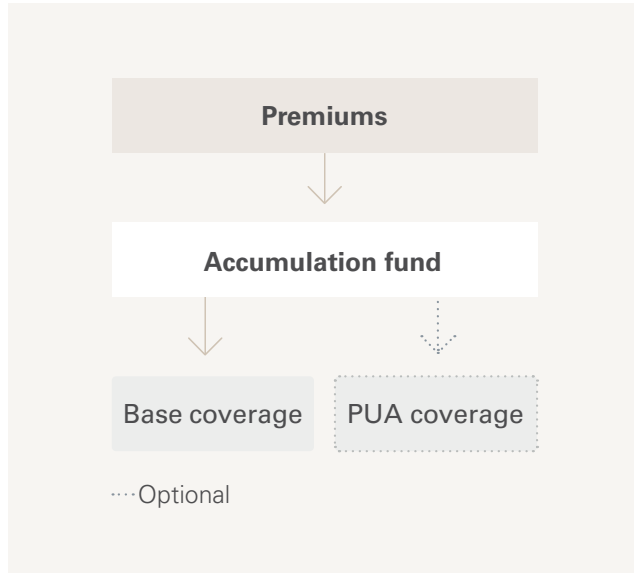 Premiums
Accumulation fund
Base coverage
PUA coverage
Optional